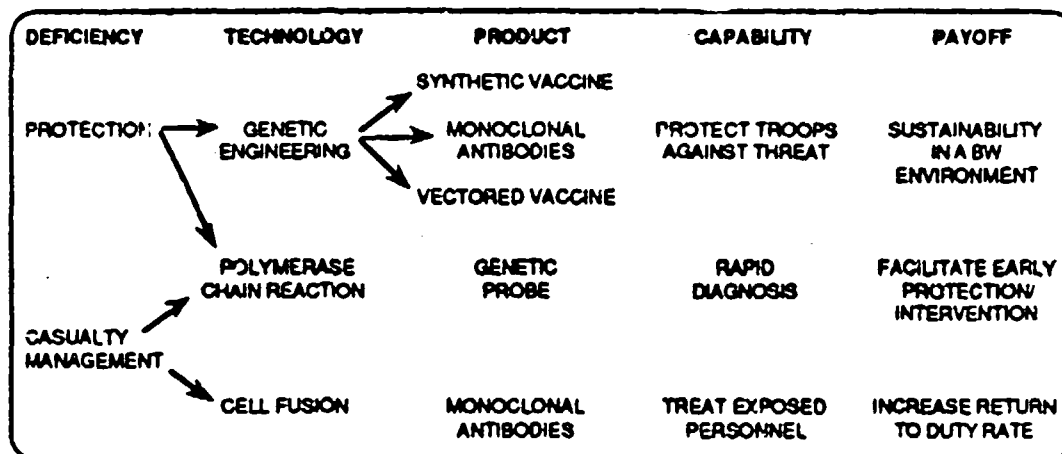 DEFICIENCY TECHNOLOGY PRODUCT CAPABILITY PAYOFF
SYNTHETIC VACCINE
PROTECTION GENETIC ENGINEERING MONOCLONAL ANTIBODIES PROTECT TROOPS AGAINST THREAT SUSTAINABILITY IN A BW ENVIRONMENT
VECTORED VACCINE
POLYMERASE CHAIN REACTION GENETIC PROBE RAPID DIAGNOSIS FACILITATE EARLY PROTECTION/ INTERVENTION
CASUALTY MANAGEMENT
CELL FUSION MONOCLONAL ANTIBODIES TREAT EXPOSED PERSONNEL INCREASE RETURN TO DUTY RATE